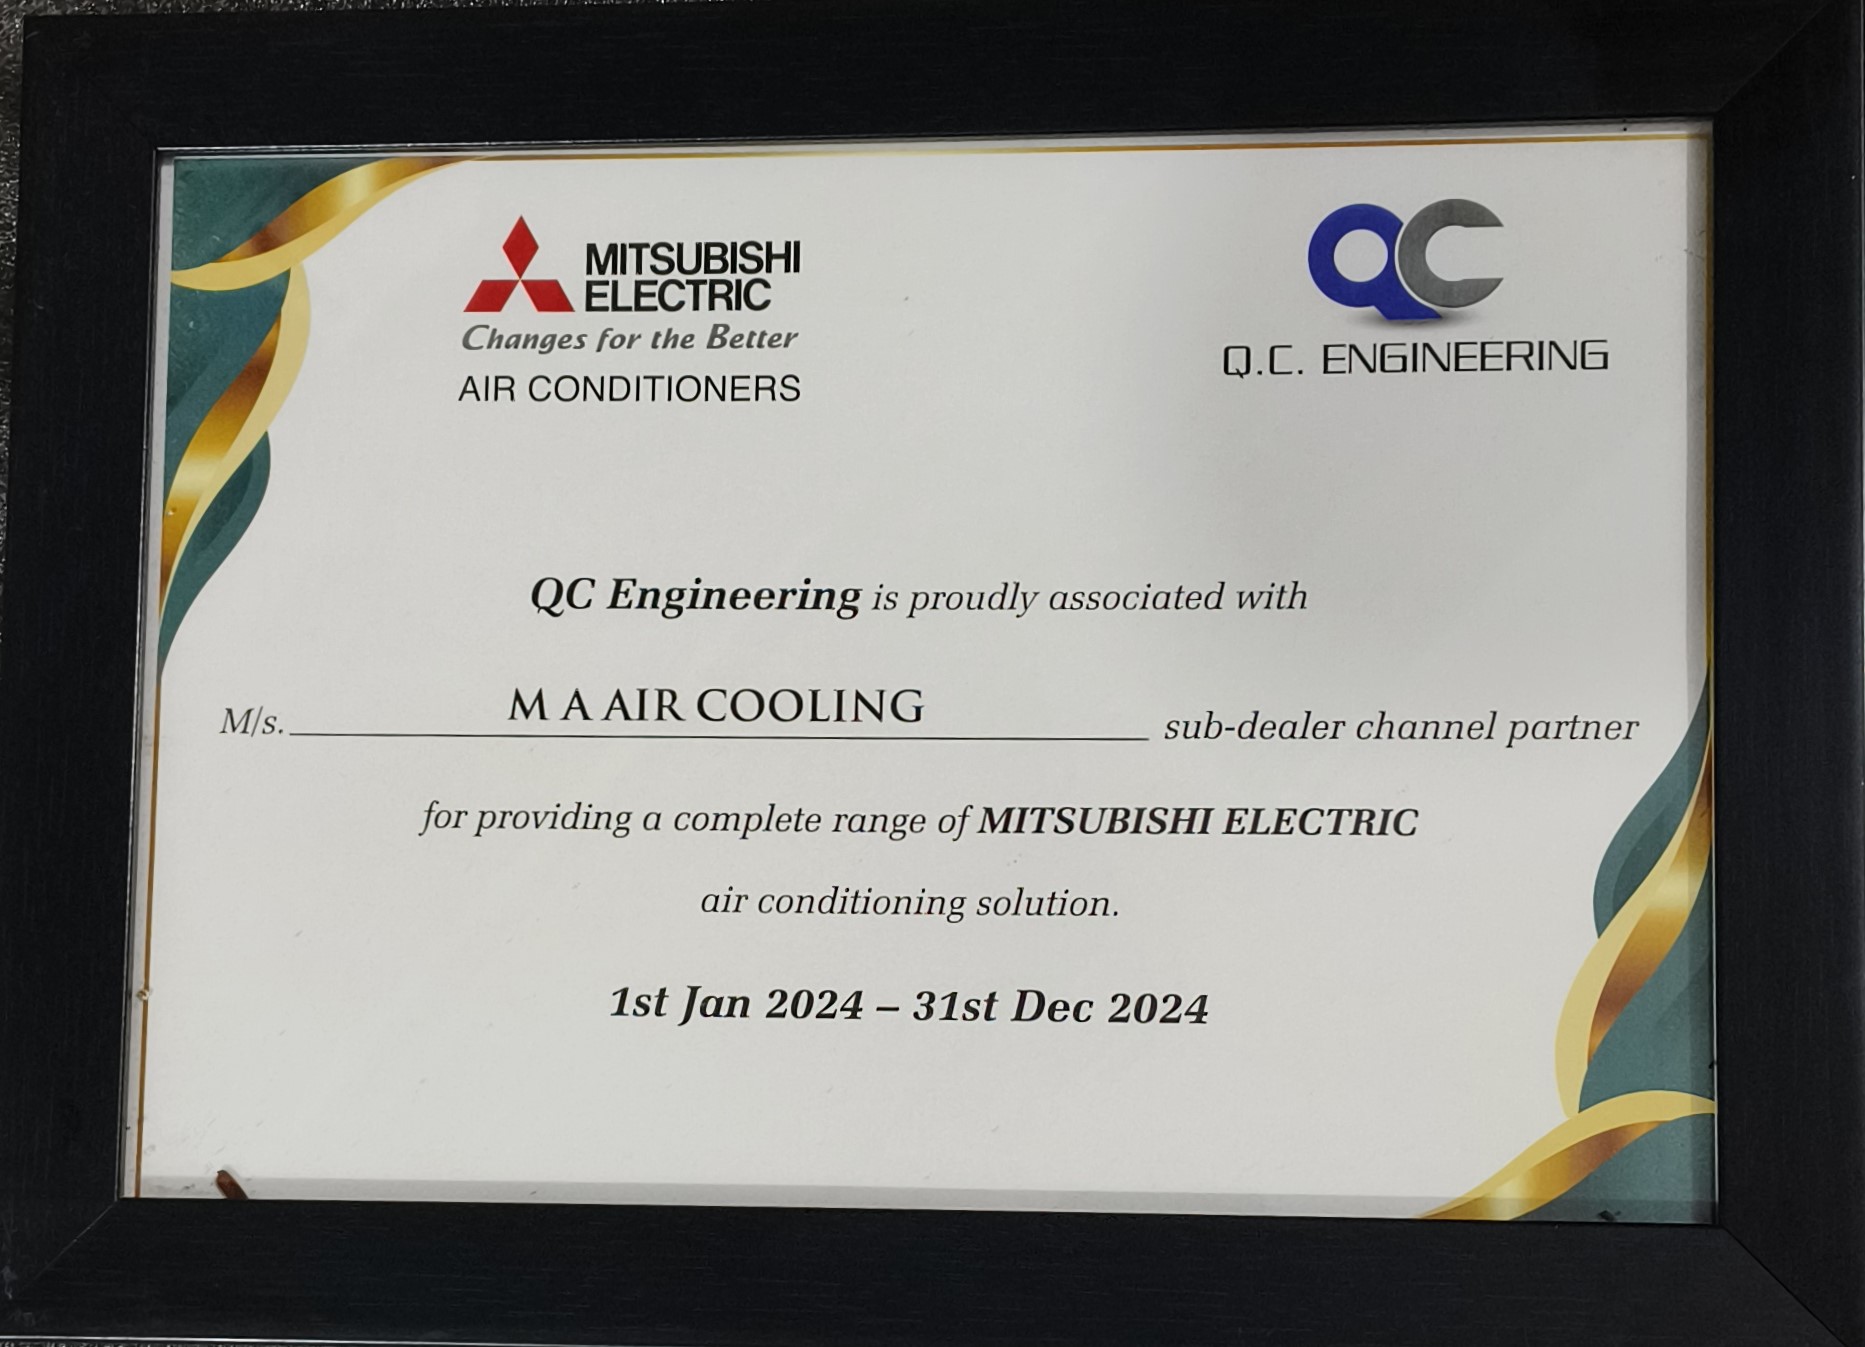 MITSUBISHI
ELECTRIC
Changes for the Better
AIR CONDITIONERS
QC
Q.C. ENGINEERING
QC Engineering is proudly associated with
M/s. M A AIR COOLING sub-dealer channel partner
for providing a complete range of MITSUBISHI ELECTRIC
air conditioning solution.
1st Jan 2024 – 31st Dec 2024